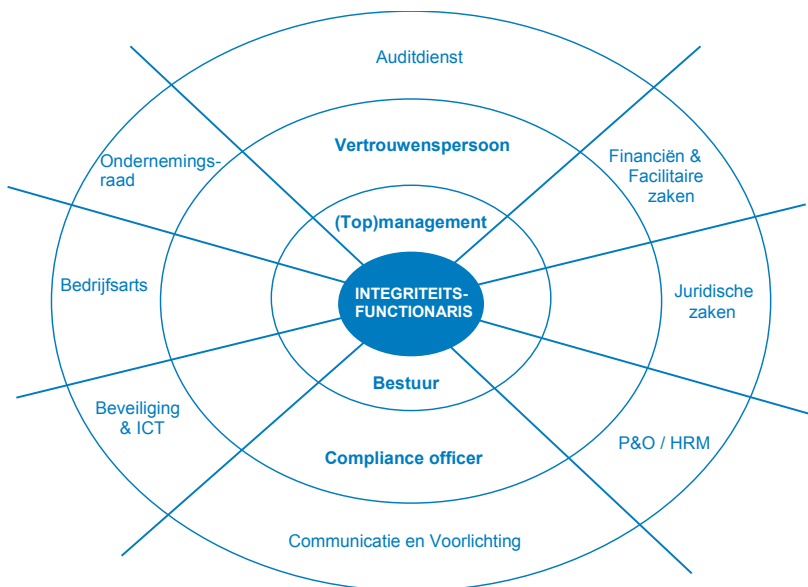 Auditdienst
Vertrouwenspersoon
Ondernemings-
raad
Financiën &
Facilitaire
zaken
(Top)management
Bedrijfsarts
INTEGRITEITS-
FUNCTIONARIS
Juridische
zaken
Bestuur
Beveiliging
& ICT
P&O / HRM
Compliance officer
Communicatie en Voorlichting